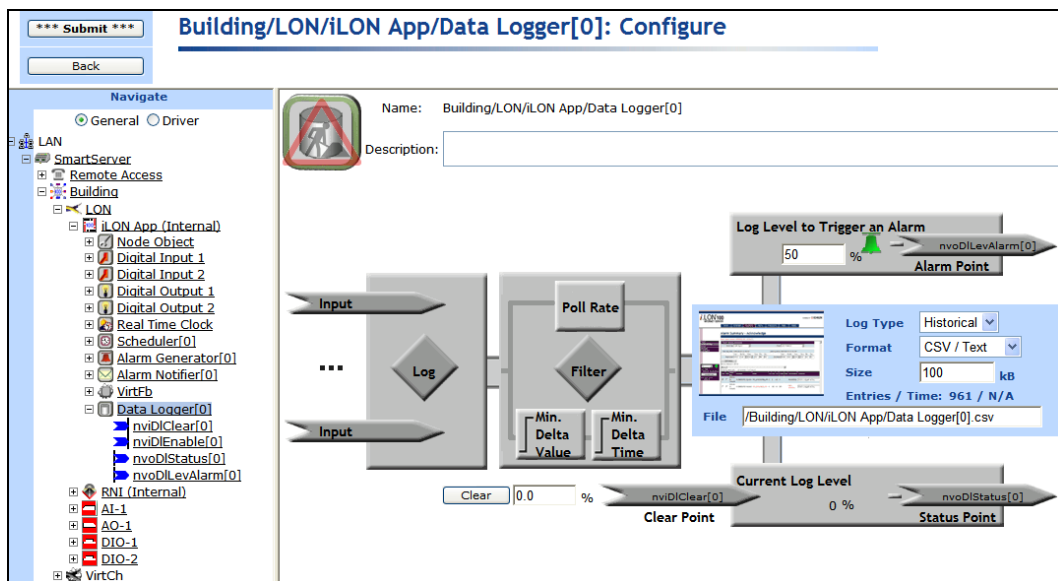 *** Submit ***
Building/LON/iLON App/Data Logger[0]: Configure
Back
Navigate
General Driver
LAN
SmartServer
Remote Access
Building
LON
iLON App (Internal)
Node Object
Digital Input 1
Digital Input 2
Digital Output 1
Digital Output 2
Real Time Clock
Scheduler[0]
Alarm Generator[0]
Alarm Notifier[0]
VirtFb
Data Logger[0]
nviDlClear[0]
nviDlEnable[0]
nvoDlStatus[0]
nvoDlLevAlarm[0]
RNI (Internal)
AI-1
AO-1
DIO-1
DIO-2
VirtCh
Name: Building/LON/iLON App/Data Logger[0]
Description:
Log Level to Trigger an Alarm
50 %
nvoDlLevAlarm[0]
Alarm Point
Input
...
Input
Log
Poll Rate
Filter
Min. Delta Value
Min. Delta Time
Log Type Historical
Format CSV / Text
Size 100 kB
Entries / Time: 961 / N/A
File /Building/LON/iLON App/Data Logger[0].csv
Clear 0.0 %
nviDlClear[0]
Clear Point
Current Log Level
0 %
nvoDlStatus[0]
Status Point